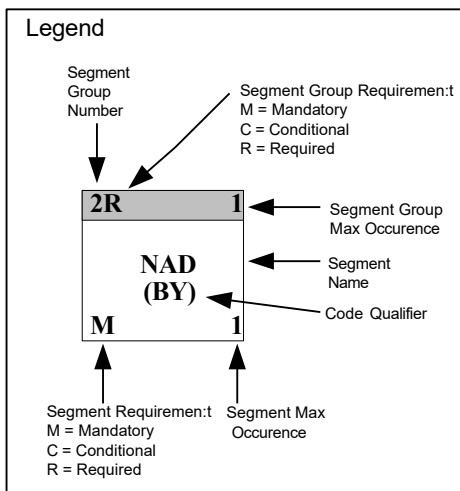 Legend
Segment
Group
Number
Segment Group Requiremen:t
M = Mandatory
C = Conditional
R = Required
2R 1
Segment Group
Max Occurence
NAD
(BY)
Segment
Name
Code Qualifier
M 1
Segment Requiremen:t
M = Mandatory
C = Conditional
R = Required
Segment Max
Occurence